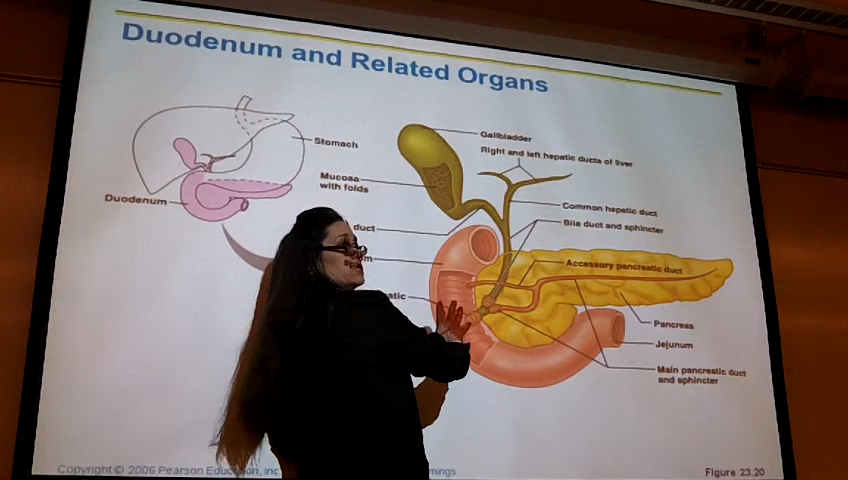 Duodenum and Related Organs
Stomach
Duodenum
Gallbladder
Right and left hepatic ducts of liver
Mucosa
with folds
Common hepatic duct
Bile duct and sphincter
duct
Accessory pancreatic duct
Pancreas
Jejunum
Main pancreatic duct
and sphincter
Copyright © 2006 Pearson Education, Inc
Figure 23.20